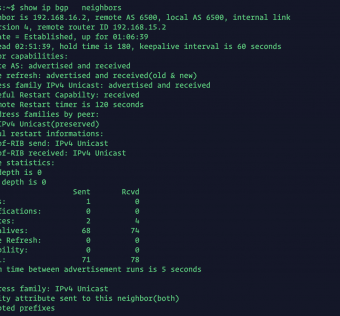 s:~$ show ip bgp neighbors
hbor is 192.168.16.2, remote AS 6500, local AS 6500, internal link
rsion 4, remote router ID 192.168.15.2
ate = Established, up for 01:06:39
ead 02:51:39, hold time is 180, keepalive interval is 60 seconds
or capabilities:
te AS: advertised and received
e refresh: advertised and received(old & new)
ess family IPv4 Unicast: advertised and received
eful Restart Capabilty: received
mote Restart timer is 120 seconds
dress families by peer:
IPv4 Unicast(preserved)
ul restart informations:
of-RIB send: IPv4 Unicast
of-RIB received: IPv4 Unicast
e statistics:
depth is 0
depth is 0
Sent Rcvd
s: 1 0
fications: 0 0
tes: 2 4
alives: 68 74
e Refresh: 0 0
bility: 0 0
l: 71 78
m time between advertisement runs is 5 seconds
ress family: IPv4 Unicast
ity attribute sent to this neighbor(both)
pted prefixes